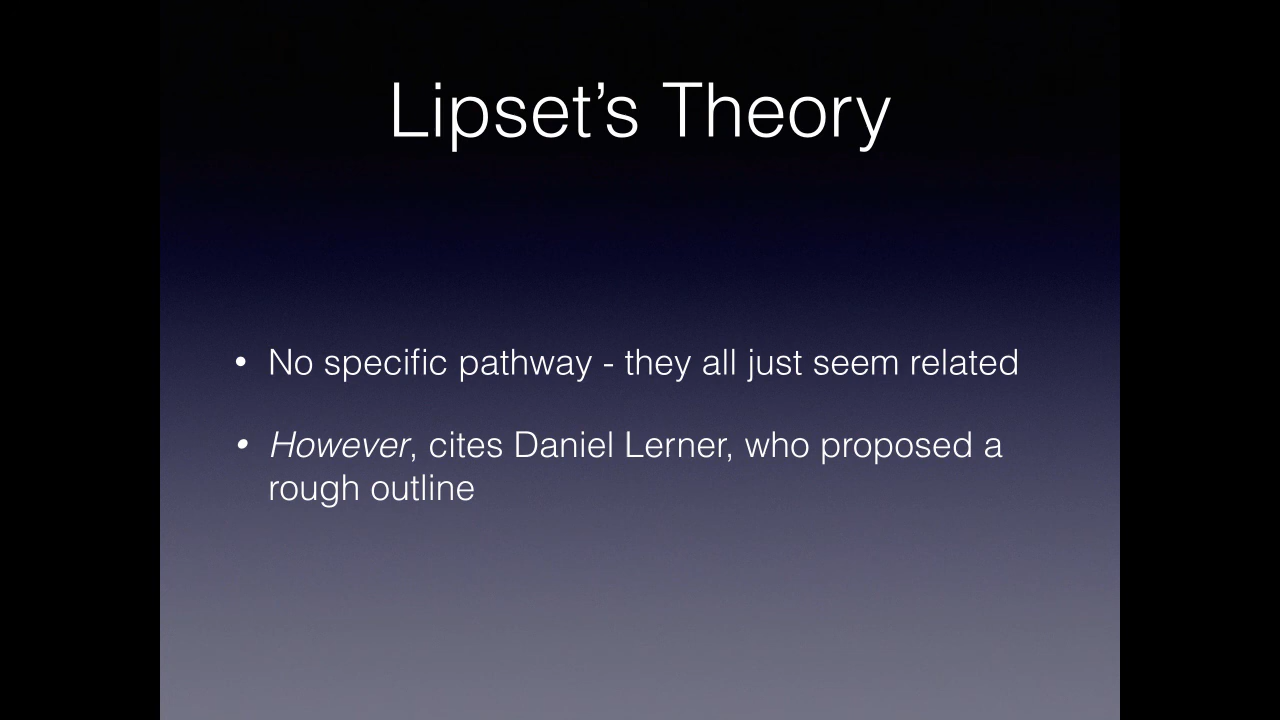 Lipset’s Theory
• No specific pathway - they all just seem related
• However, cites Daniel Lerner, who proposed a
rough outline